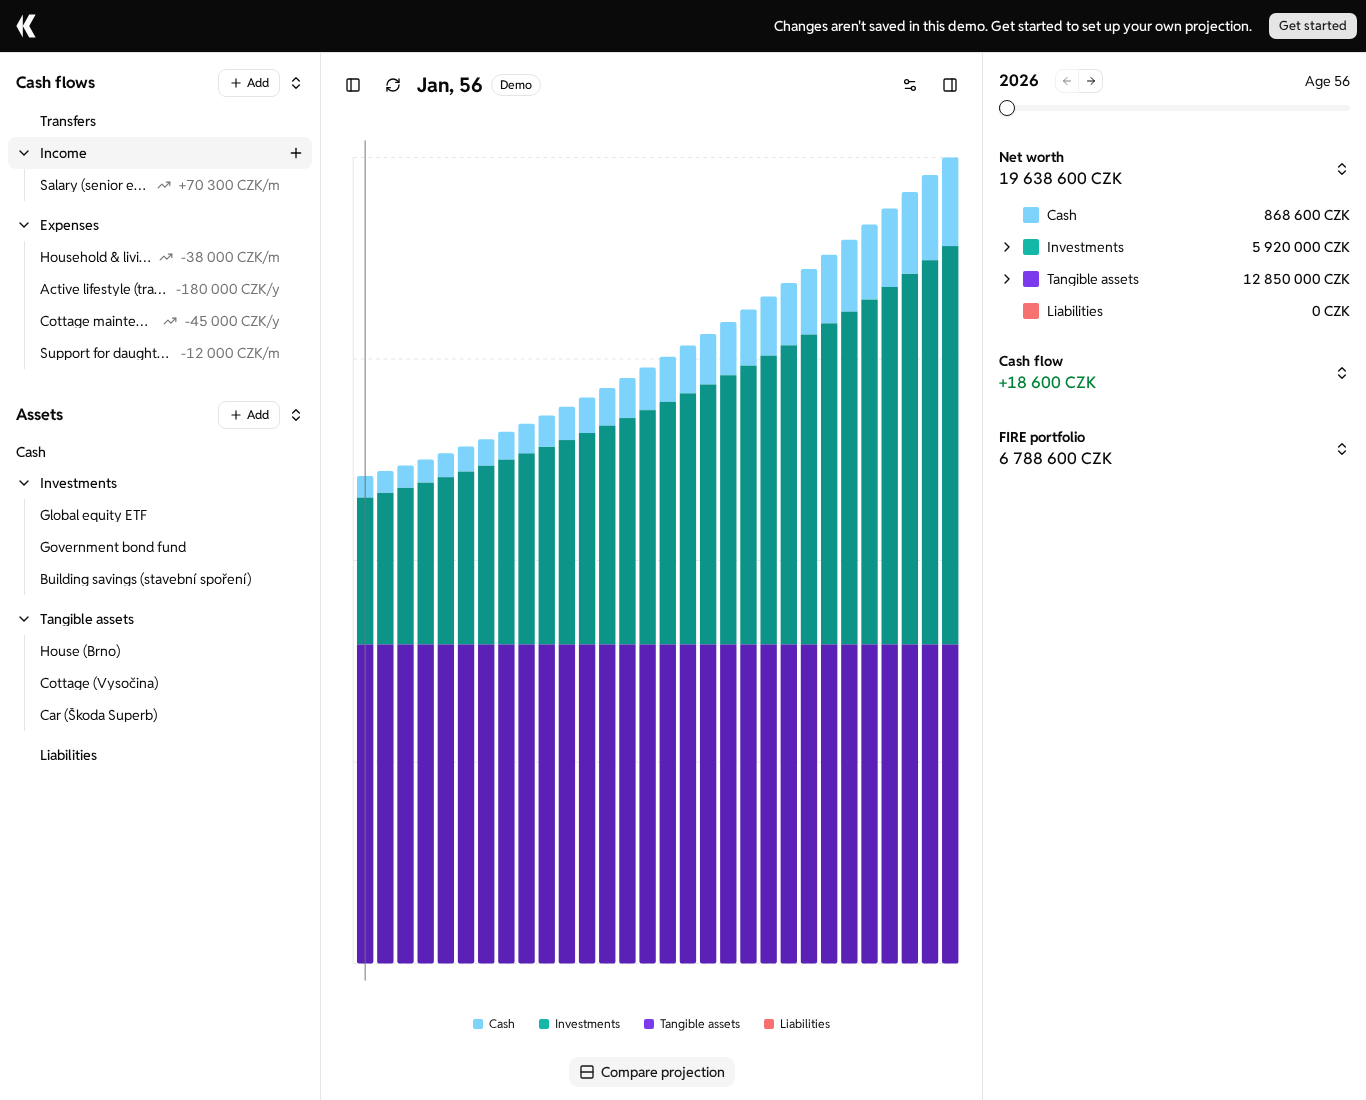 Changes aren't saved in this demo. Get started to set up your own projection.
Get started
Cash flows
Add
Transfers
Income
Salary (senior e... +70 300 CZK/m
Expenses
Household & livi... -38 000 CZK/m
Active lifestyle (tra... -180 000 CZK/y
Cottage mainte... -45 000 CZK/y
Support for daught... -12 000 CZK/m
Assets
Add
Cash
Investments
Global equity ETF
Government bond fund
Building savings (stavební spoření)
Tangible assets
House (Brno)
Cottage (Vysočina)
Car (Škoda Superb)
Liabilities
Jan, 56
Demo
Cash
Investments
Tangible assets
Liabilities
Compare projection
2026
Age 56
Net worth
19 638 600 CZK
Cash 868 600 CZK
Investments 5 920 000 CZK
Tangible assets 12 850 000 CZK
Liabilities 0 CZK
Cash flow
+18 600 CZK
FIRE portfolio
6 788 600 CZK